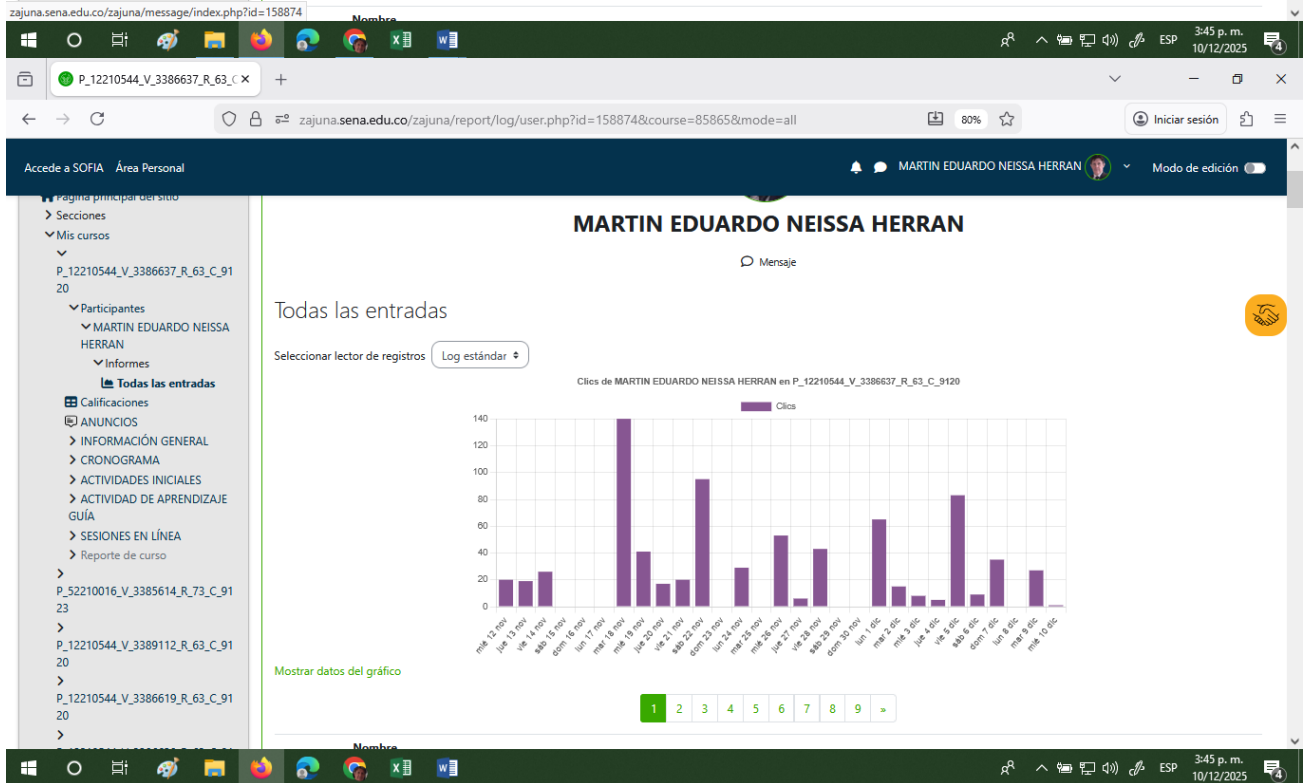 zajuna.sena.edu.co/zajuna/message/index.php?id=158874
Nombre
ESP
3:45 p. m.
10/12/2025
4
P_12210544_V_3386637_R_63_C
zajuna.sena.edu.co/zajuna/report/log/user.php?id=158874&course=85865&mode=all
80%
Iniciar sesión
Accede a SOFIA Área Personal
MARTIN EDUARDO NEISSA HERRAN
Modo de edición
Página principal del sitio
Secciones
Mis cursos
P_12210544_V_3386637_R_63_C_91
20
Participantes
MARTIN EDUARDO NEISSA
HERRAN
Informes
Todas las entradas
Calificaciones
ANUNCIOS
INFORMACIÓN GENERAL
CRONOGRAMA
ACTIVIDADES INICIALES
ACTIVIDAD DE APRENDIZAJE
GUÍA
SESIONES EN LÍNEA
Reporte de curso
P_52210016_V_3385614_R_73_C_91
23
P_12210544_V_3389112_R_63_C_91
20
P_12210544_V_3386619_R_63_C_91
20
MARTIN EDUARDO NEISSA HERRAN
Mensaje
Todas las entradas
Seleccionar lector de registros Log estándar
Clics de MARTIN EDUARDO NEISSA HERRAN en P_12210544_V_3386637_R_63_C_9120
Clics
140
120
100
80
60
40
20
0
mié 12 nov
jue 13 nov
vie 14 nov
sáb 15 nov
dom 16 nov
lun 17 nov
mar 18 nov
mié 19 nov
jue 20 nov
vie 21 nov
sáb 22 nov
dom 23 nov
lun 24 nov
mar 25 nov
mié 26 nov
jue 27 nov
vie 28 nov
sáb 29 nov
dom 30 nov
lun 1 dic
mar 2 dic
mié 3 dic
jue 4 dic
vie 5 dic
sáb 6 dic
dom 7 dic
lun 8 dic
mar 9 dic
mié 10 dic
Mostrar datos del gráfico
1 2 3 4 5 6 7 8 9 »
Nombre
ESP
3:45 p. m.
10/12/2025
4